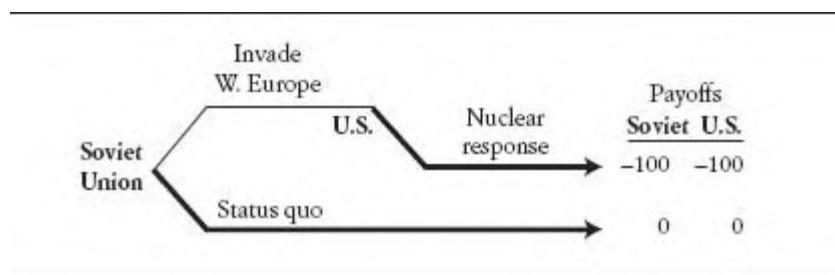 Invade
W. Europe
Payoffs
U.S.
Nuclear
response
Soviet U.S.
Soviet
Union
–100 –100
Status quo
0 0